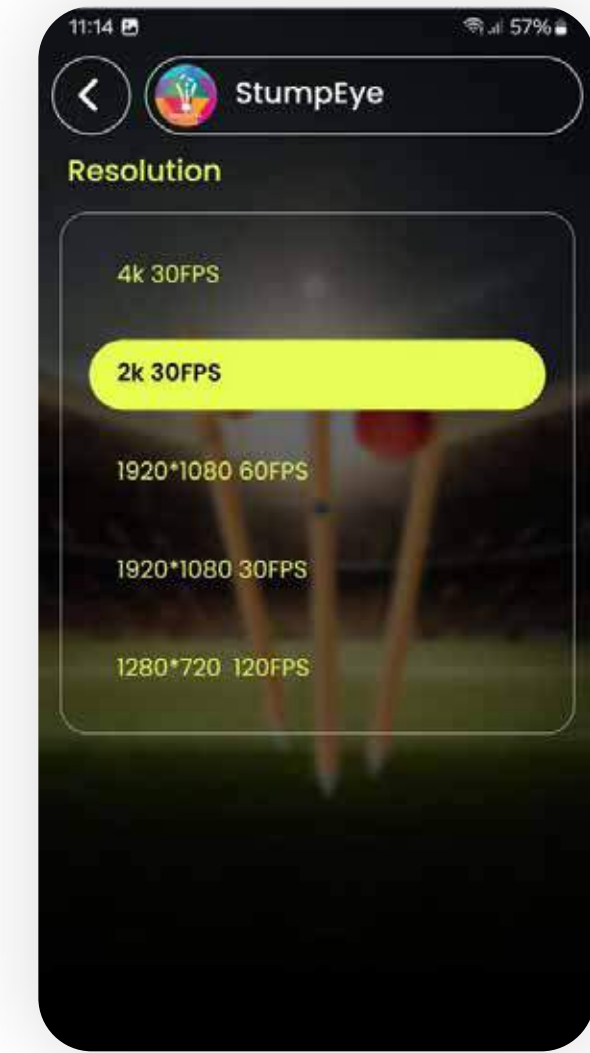 11:14 57%
StumpEye
Resolution
4k 30FPS
2k 30FPS
1920*1080 60FPS
1920*1080 30FPS
1280*720 120FPS